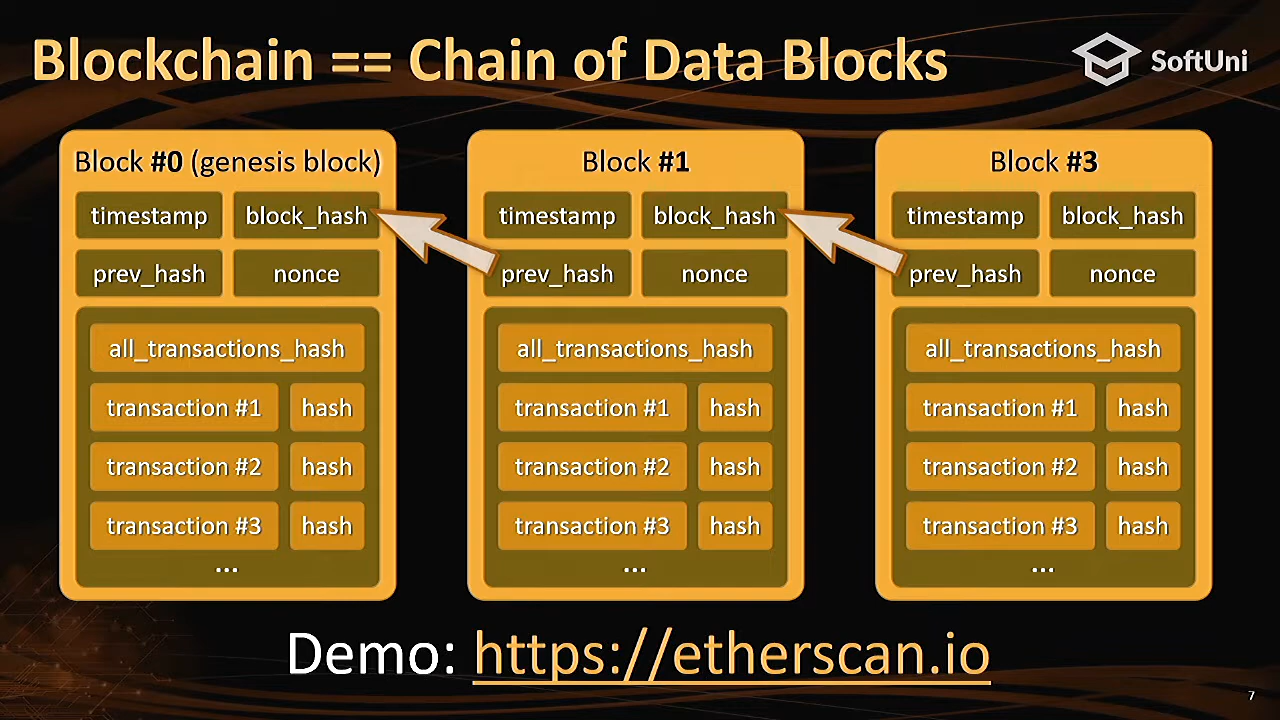 Blockchain == Chain of Data Blocks
SoftUni
Block #0 (genesis block)
timestamp block_hash
prev_hash nonce
all_transactions_hash
transaction #1 hash
transaction #2 hash
transaction #3 hash
...
Block #1
timestamp block_hash
prev_hash nonce
all_transactions_hash
transaction #1 hash
transaction #2 hash
transaction #3 hash
...
Block #3
timestamp block_hash
prev_hash nonce
all_transactions_hash
transaction #1 hash
transaction #2 hash
transaction #3 hash
...
Demo: https://etherscan.io
7